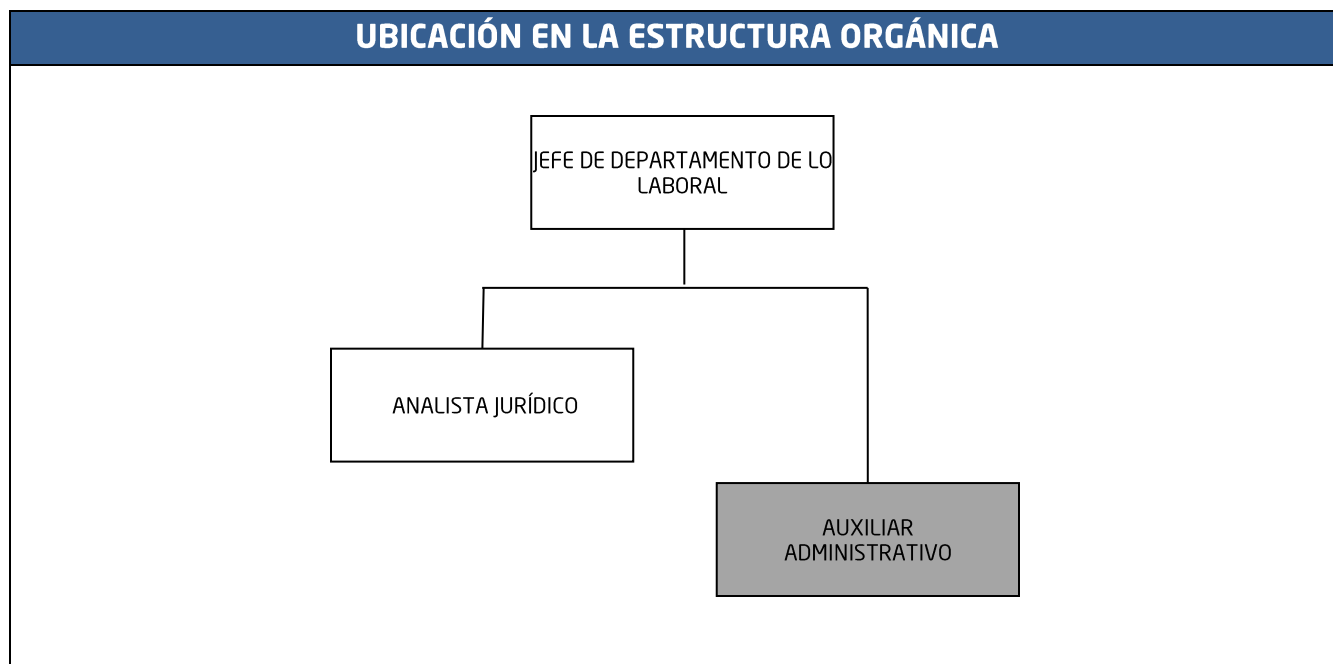 UBICACIÓN EN LA ESTRUCTURA ORGÁNICA
JEFE DE DEPARTAMENTO DE LO
LABORAL
ANALISTA JURÍDICO
AUXILIAR
ADMINISTRATIVO